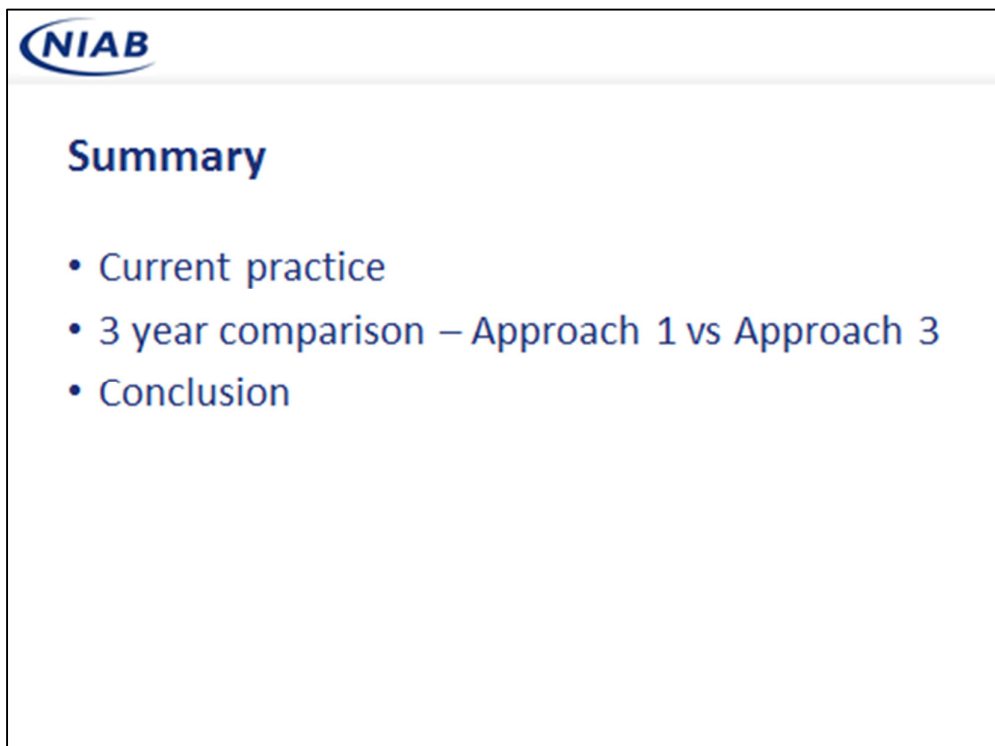 NIAB
Summary
• Current practice
• 3 year comparison – Approach 1 vs Approach 3
• Conclusion